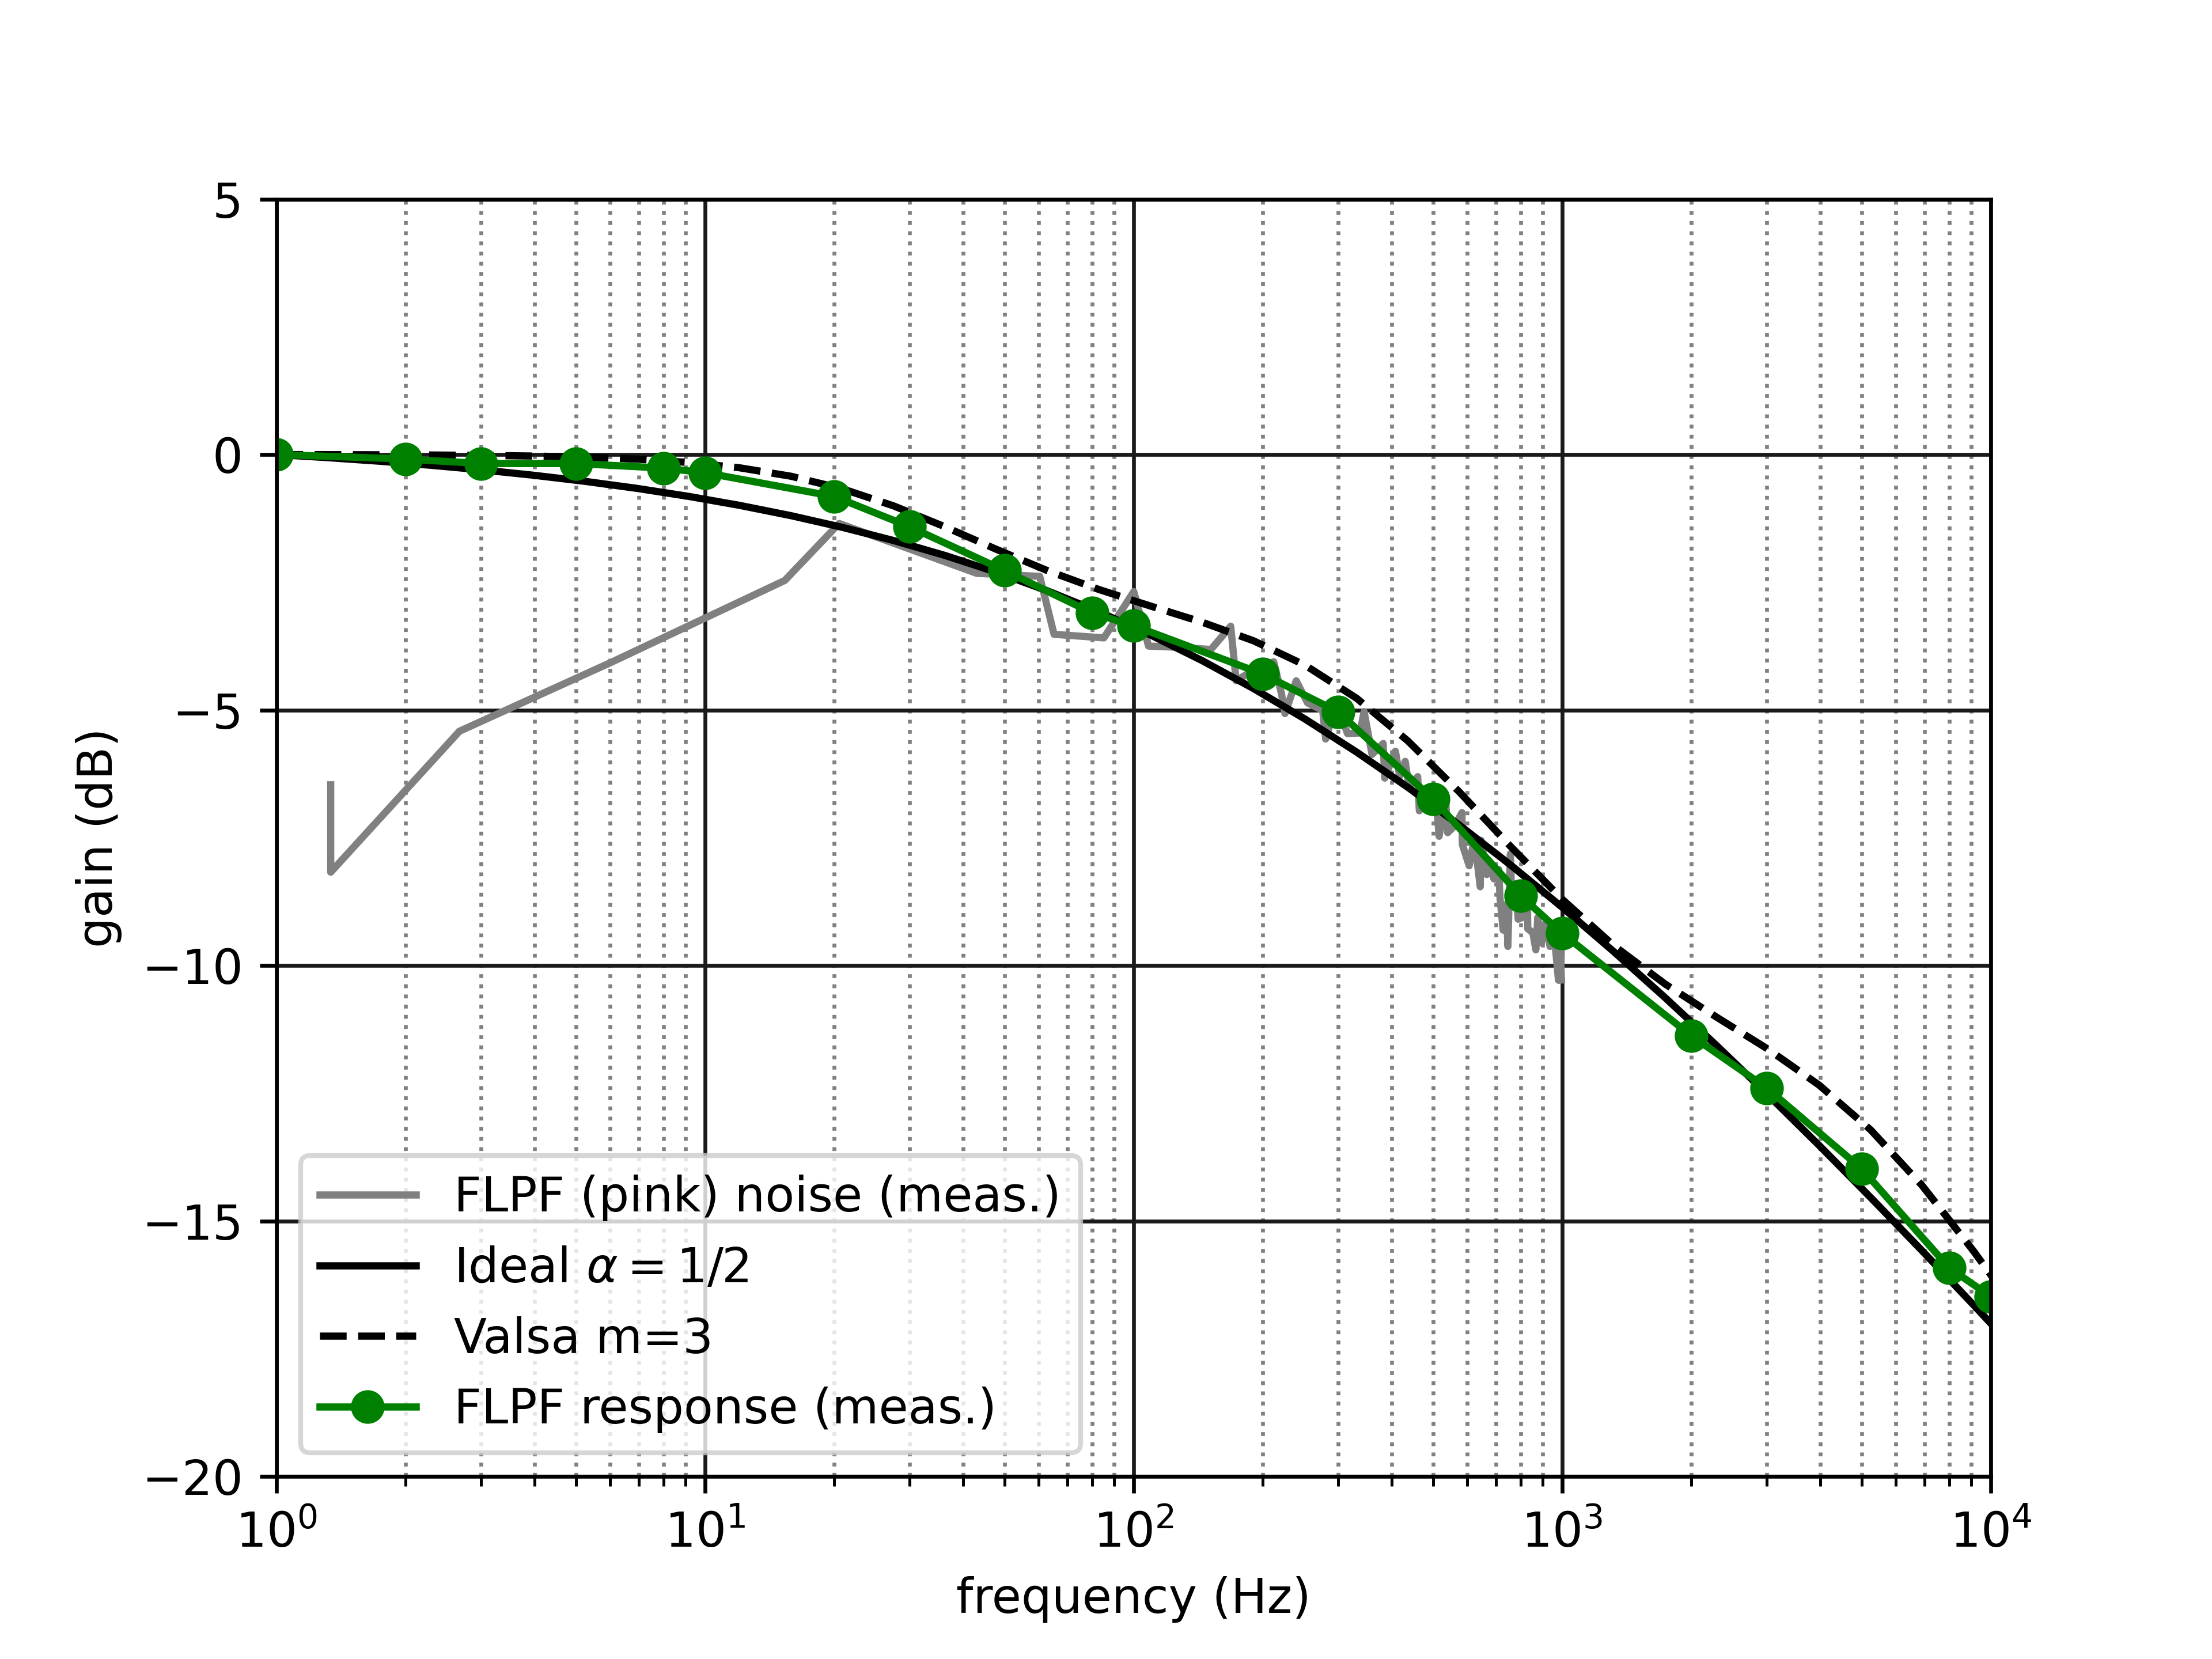 5
0
−5
−10
−15
−20
gain (dB)
FLPF (pink) noise (meas.)
Ideal α = 1/2
Valsa m=3
FLPF response (meas.)
10⁰ 10¹ 10² 10³ 10⁴
frequency (Hz)